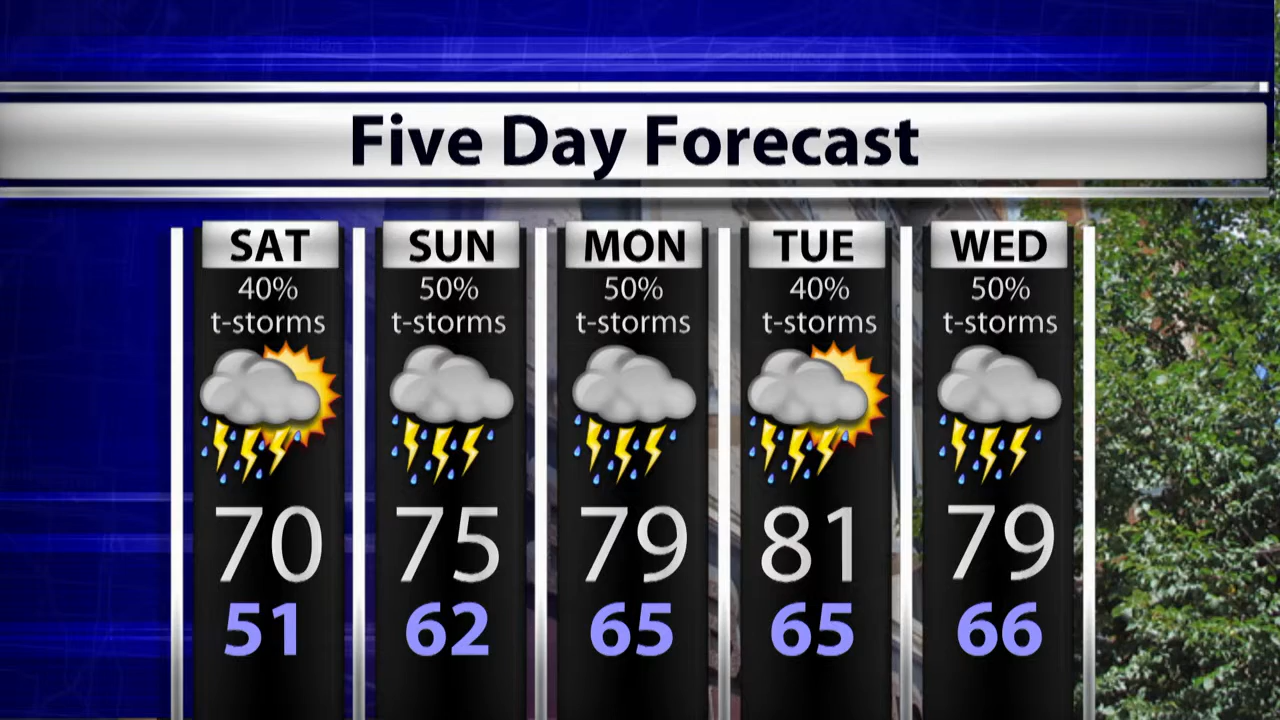 Five Day Forecast
SAT
40%
t-storms
70
51
SUN
50%
t-storms
75
62
MON
50%
t-storms
79
65
TUE
40%
t-storms
81
65
WED
50%
t-storms
79
66